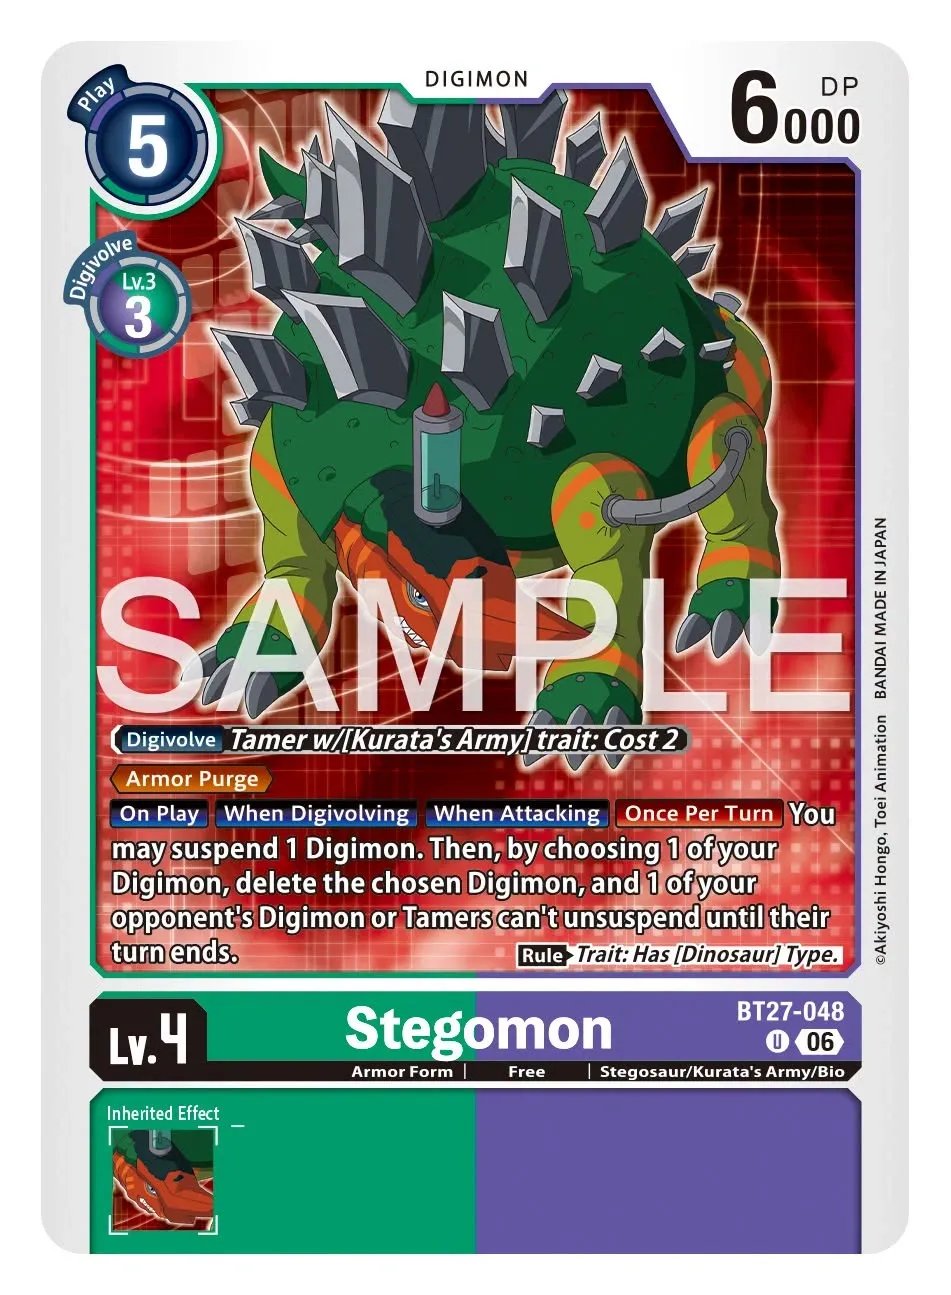 DIGIMON
Play
5
DP
6000
Digivolve
Lv.3
3
SAMPLE
Digivolve Tamer w/[Kurata's Army] trait: Cost 2
Armor Purge
On Play When Digivolving When Attacking Once Per Turn You
may suspend 1 Digimon. Then, by choosing 1 of your
Digimon, delete the chosen Digimon, and 1 of your
opponent's Digimon or Tamers can't unsuspend until their
turn ends.
Rule Trait: Has [Dinosaur] Type.
©Akiyoshi Hongo, Toei Animation BANDAI MADE IN JAPAN
Lv.4
Stegomon
BT27-048
U 06
Armor Form | Free | Stegosaur/Kurata's Army/Bio
Inherited Effect
—